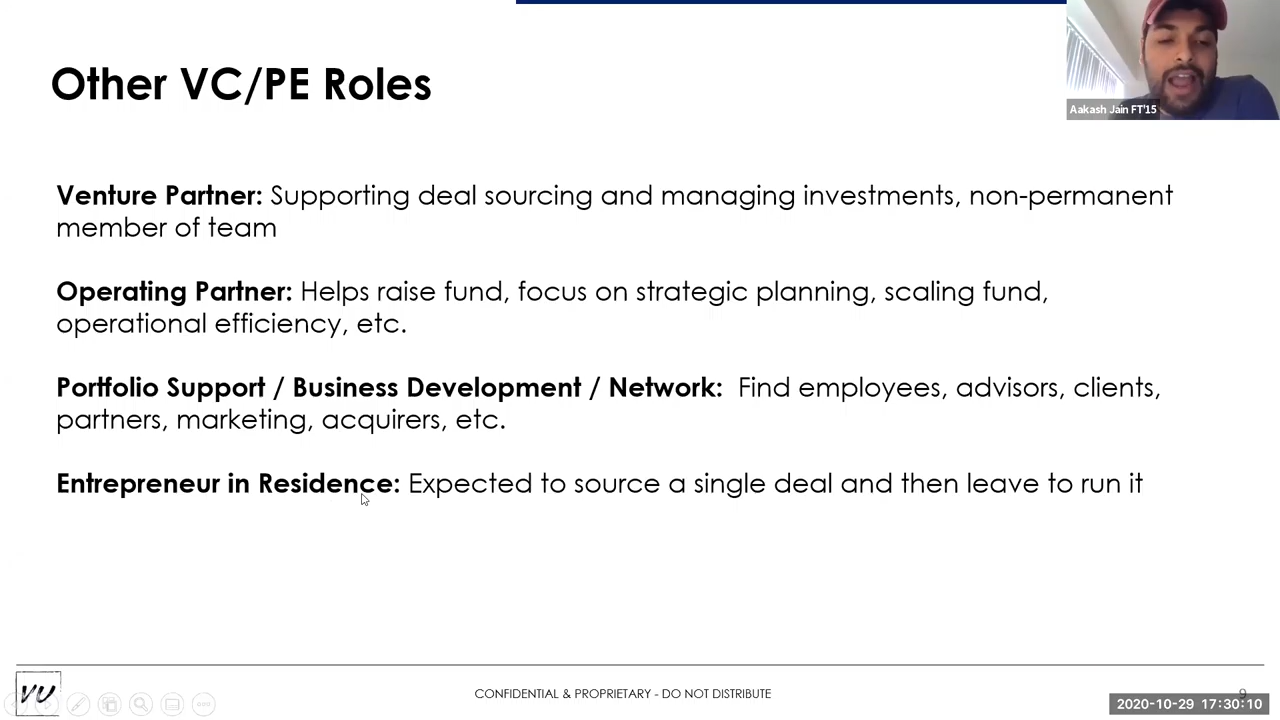 Other VC/PE Roles
Aakash Jain FT'15
Venture Partner: Supporting deal sourcing and managing investments, non-permanent
member of team
Operating Partner: Helps raise fund, focus on strategic planning, scaling fund,
operational efficiency, etc.
Portfolio Support / Business Development / Network:  Find employees, advisors, clients,
partners, marketing, acquirers, etc.
Entrepreneur in Residence: Expected to source a single deal and then leave to run it
VU
CONFIDENTIAL & PROPRIETARY - DO NOT DISTRIBUTE
9
2020-10-29 17:30:10